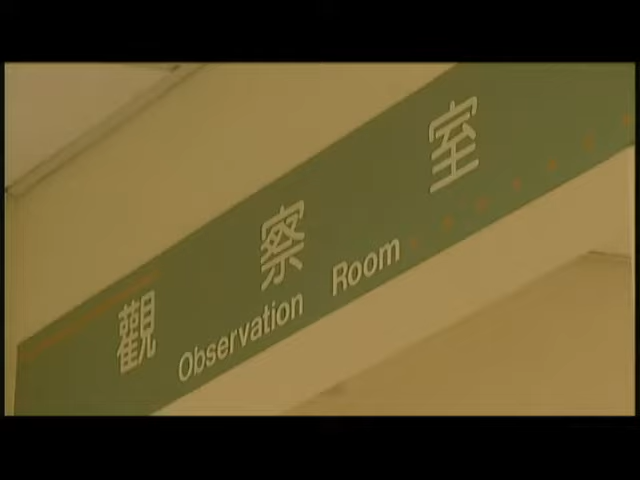 觀察室
Observation Room